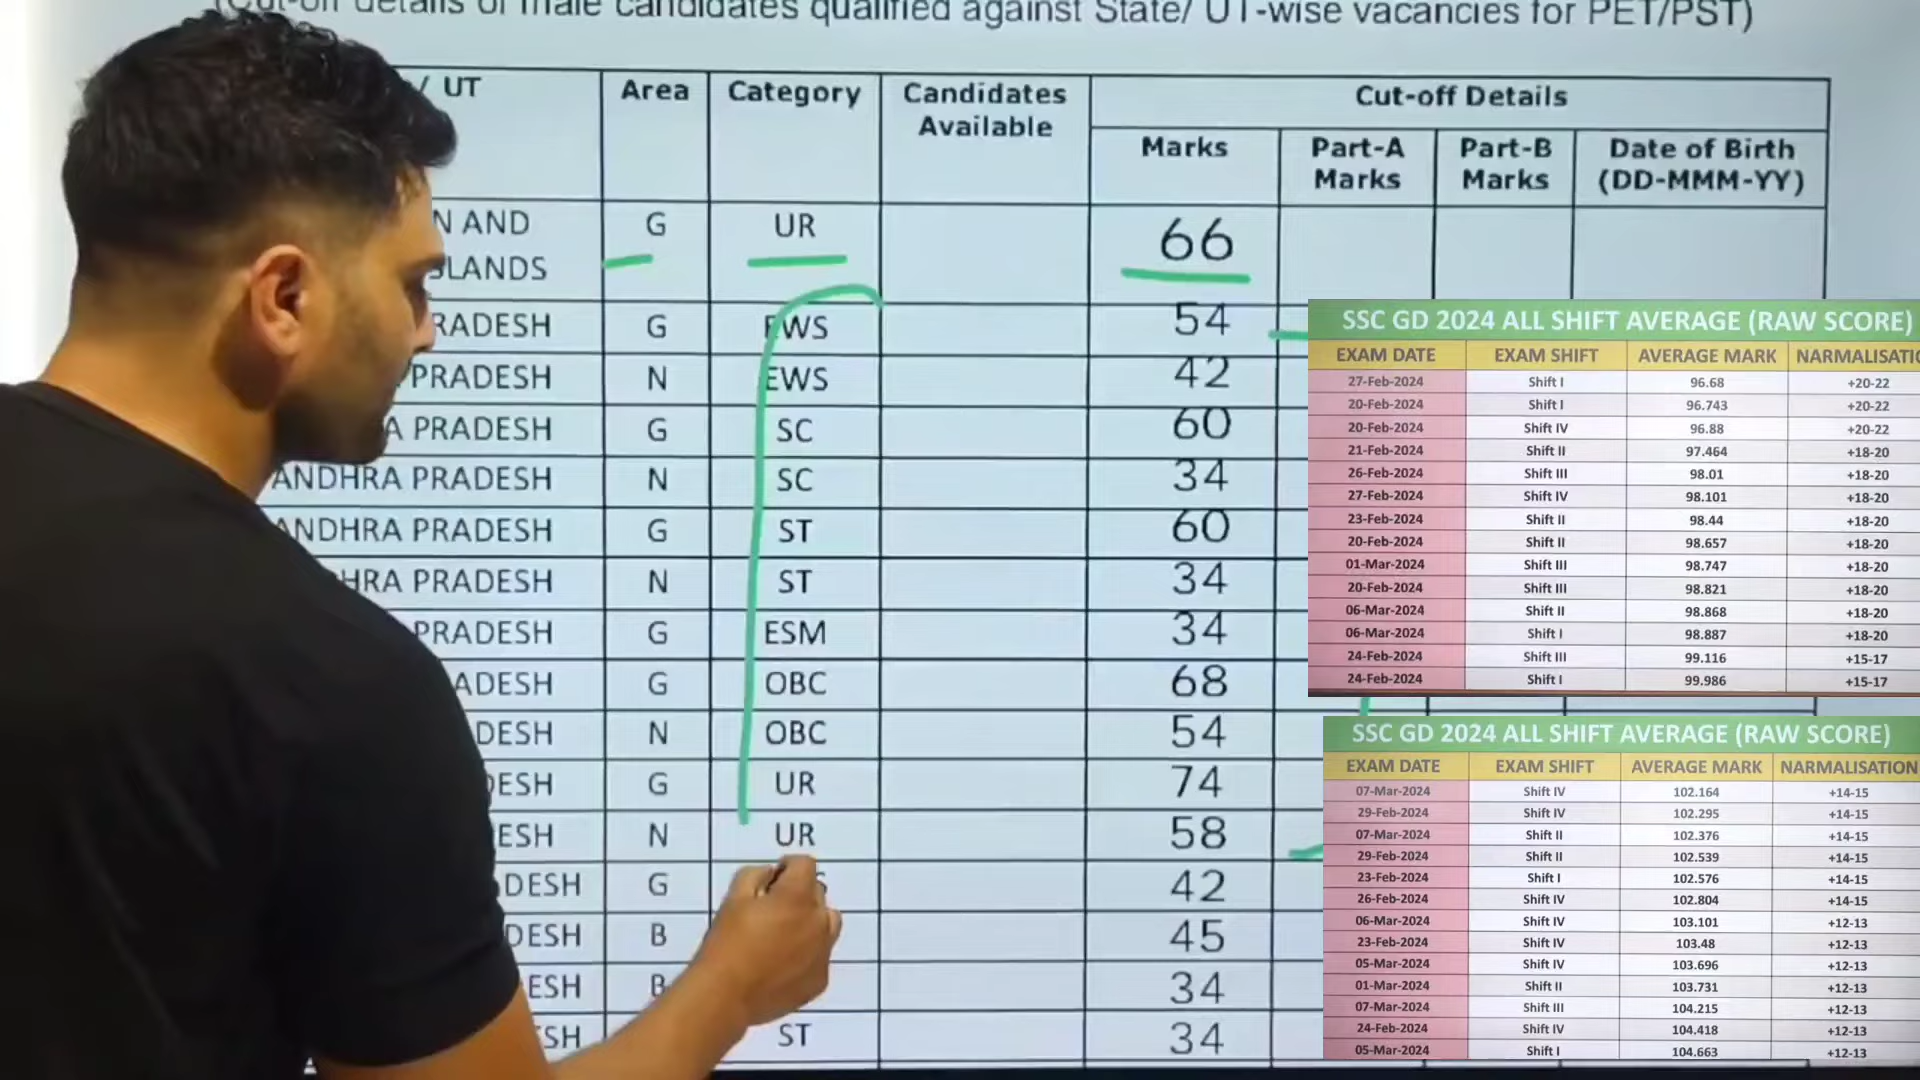 (Cut-off details of male candidates qualified against State/ UT-wise vacancies for PET/PST)
/ UT Area Category Candidates Available Cut-off Details
Marks Part-A Marks Part-B Marks Date of Birth (DD-MMM-YY)
N AND SLANDS G UR 66
RADESH G EWS 54
PRADESH N EWS 42
A PRADESH G SC 60
ANDHRA PRADESH N SC 34
ANDHRA PRADESH G ST 60
HRA PRADESH N ST 34
PRADESH G ESM 34
ADESH G OBC 68
DESH N OBC 54
DESH G UR 74
ESH N UR 58
DESH G 42
DESH B 45
ESH B 34
SH ST 34
SSC GD 2024 ALL SHIFT AVERAGE (RAW SCORE)
EXAM DATE EXAM SHIFT AVERAGE MARK NARMALISATIO
27-Feb-2024 Shift I 96.68 +20-22
20-Feb-2024 Shift I 96.743 +20-22
20-Feb-2024 Shift IV 96.88 +20-22
21-Feb-2024 Shift II 97.464 +18-20
26-Feb-2024 Shift III 98.01 +18-20
27-Feb-2024 Shift IV 98.101 +18-20
23-Feb-2024 Shift II 98.44 +18-20
20-Feb-2024 Shift II 98.657 +18-20
01-Mar-2024 Shift III 98.747 +18-20
20-Feb-2024 Shift III 98.821 +18-20
06-Mar-2024 Shift II 98.868 +18-20
06-Mar-2024 Shift I 98.887 +18-20
24-Feb-2024 Shift III 99.116 +15-17
24-Feb-2024 Shift I 99.986 +15-17
SSC GD 2024 ALL SHIFT AVERAGE (RAW SCORE)
EXAM DATE EXAM SHIFT AVERAGE MARK NARMALISATION
07-Mar-2024 Shift IV 102.164 +14-15
29-Feb-2024 Shift IV 102.295 +14-15
07-Mar-2024 Shift II 102.376 +14-15
29-Feb-2024 Shift II 102.539 +14-15
23-Feb-2024 Shift I 102.576 +14-15
26-Feb-2024 Shift IV 102.804 +14-15
06-Mar-2024 Shift IV 103.101 +12-13
23-Feb-2024 Shift IV 103.48 +12-13
05-Mar-2024 Shift IV 103.696 +12-13
01-Mar-2024 Shift II 103.731 +12-13
07-Mar-2024 Shift III 104.215 +12-13
24-Feb-2024 Shift IV 104.418 +12-13
05-Mar-2024 Shift I 104.663 +12-13